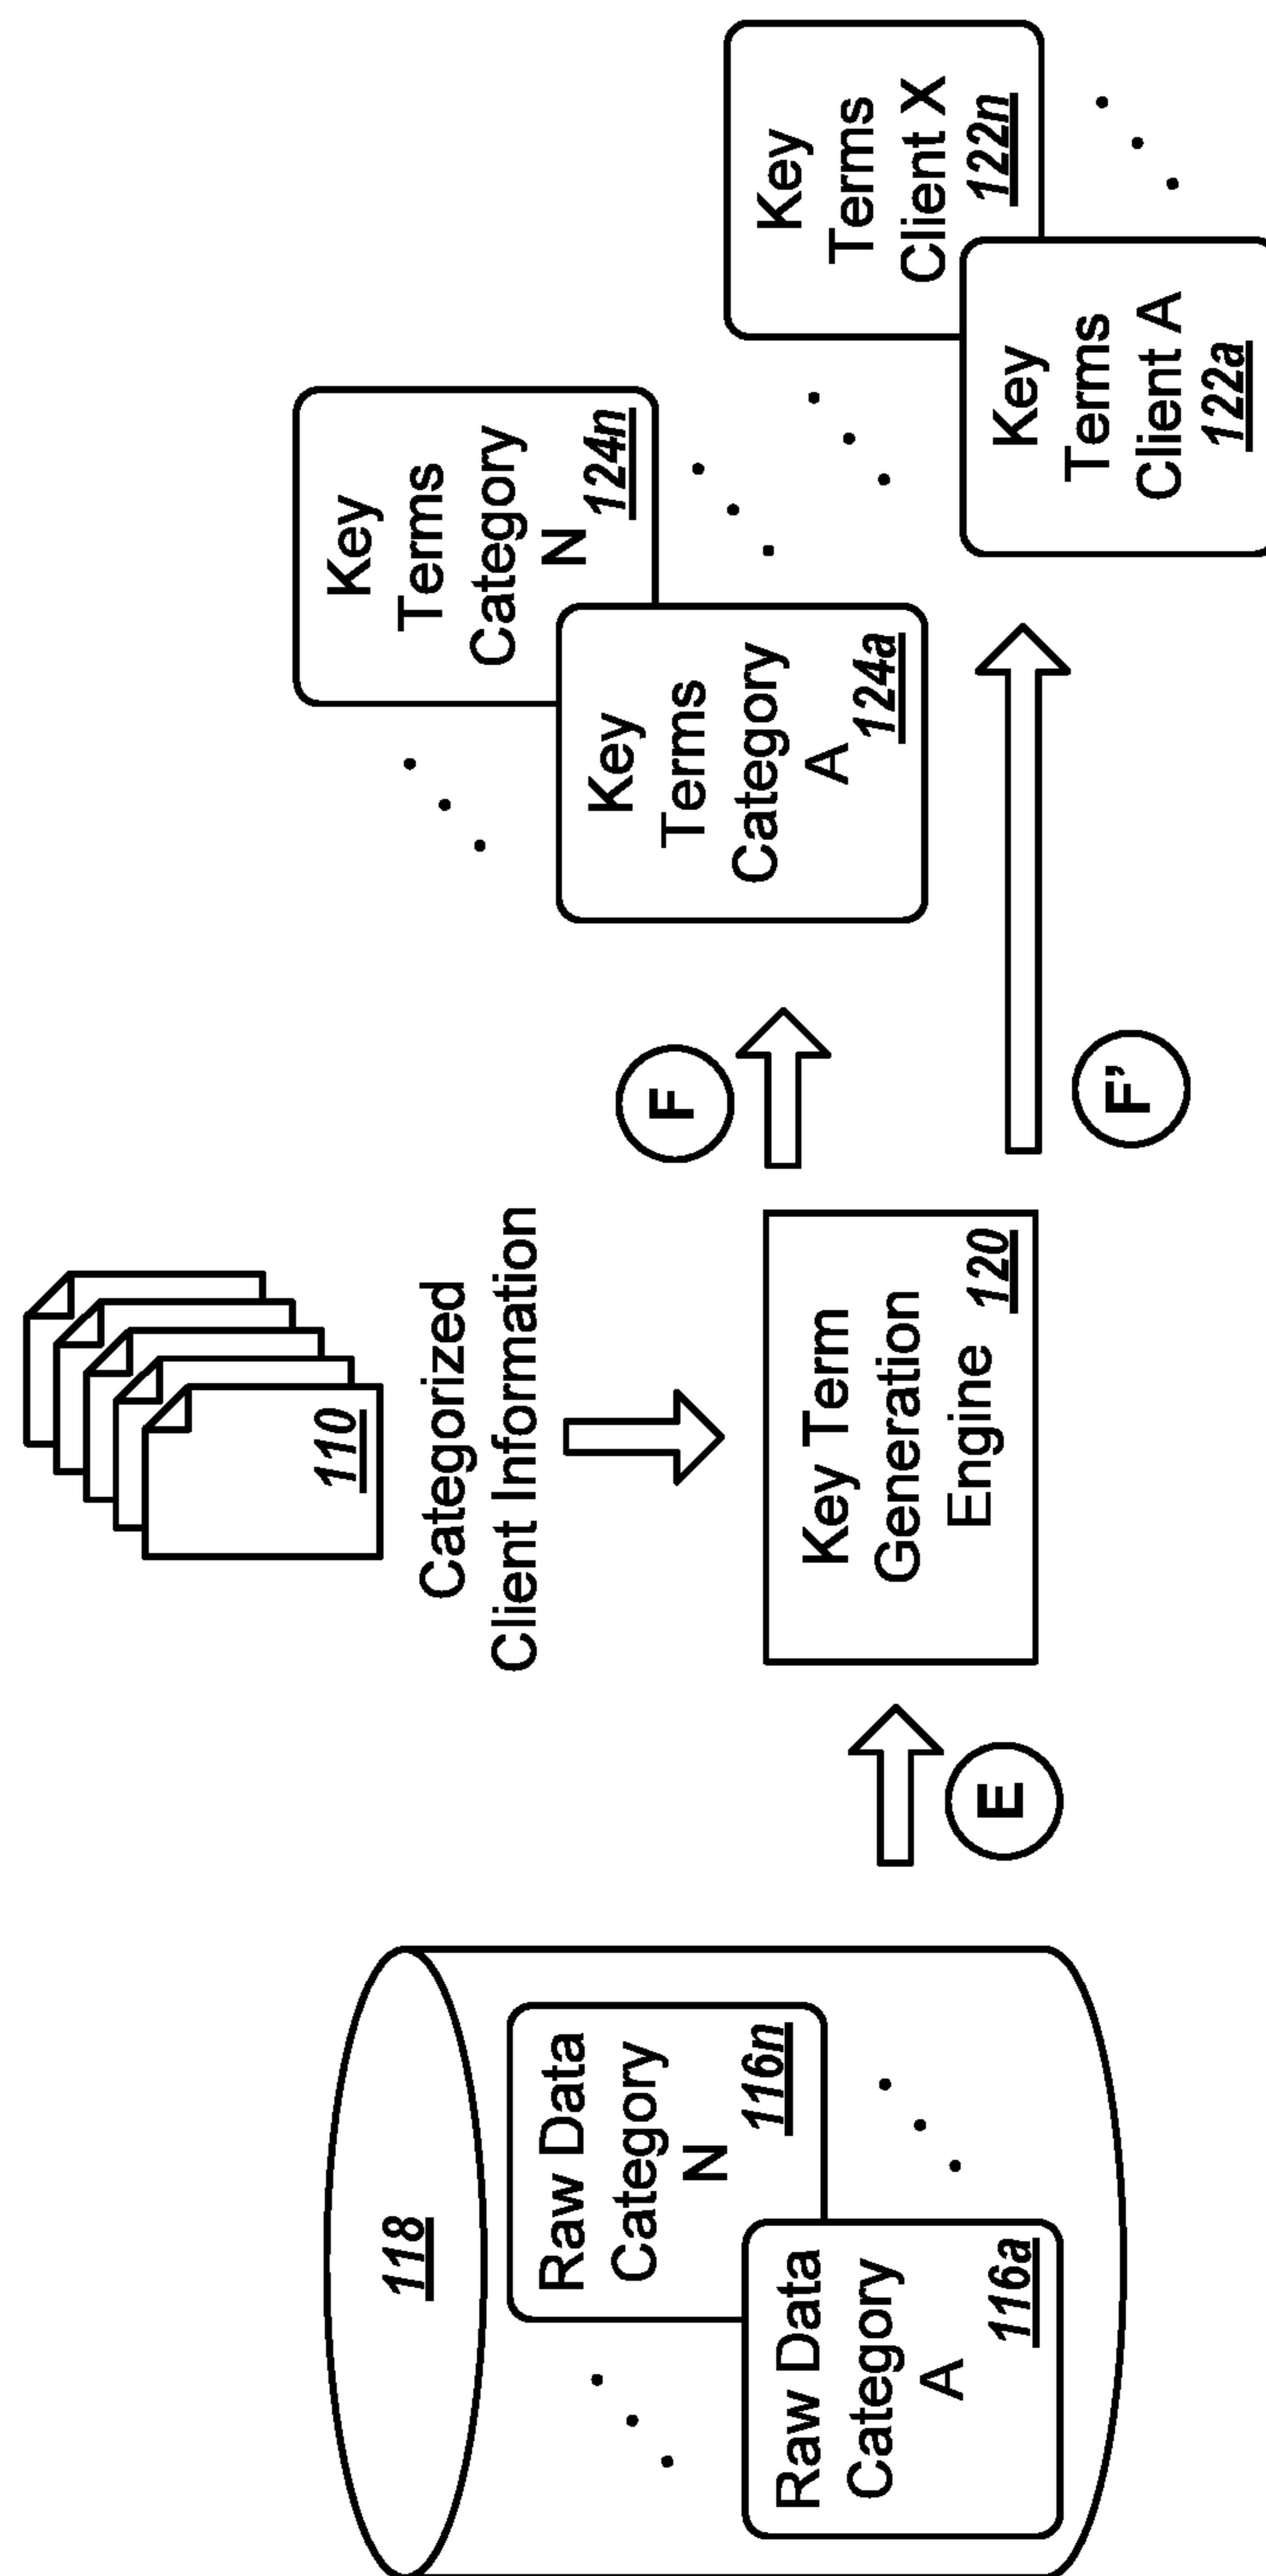 118
Raw Data
Category
N
116n
Raw Data
Category
A
116a
E
110
Categorized
Client Information
Key Term
Generation
Engine 120
F
F'
Key
Terms
Category
N
124n
Key
Terms
Category
A
124a
Key
Terms
Client X
122n
Key
Terms
Client A
122a